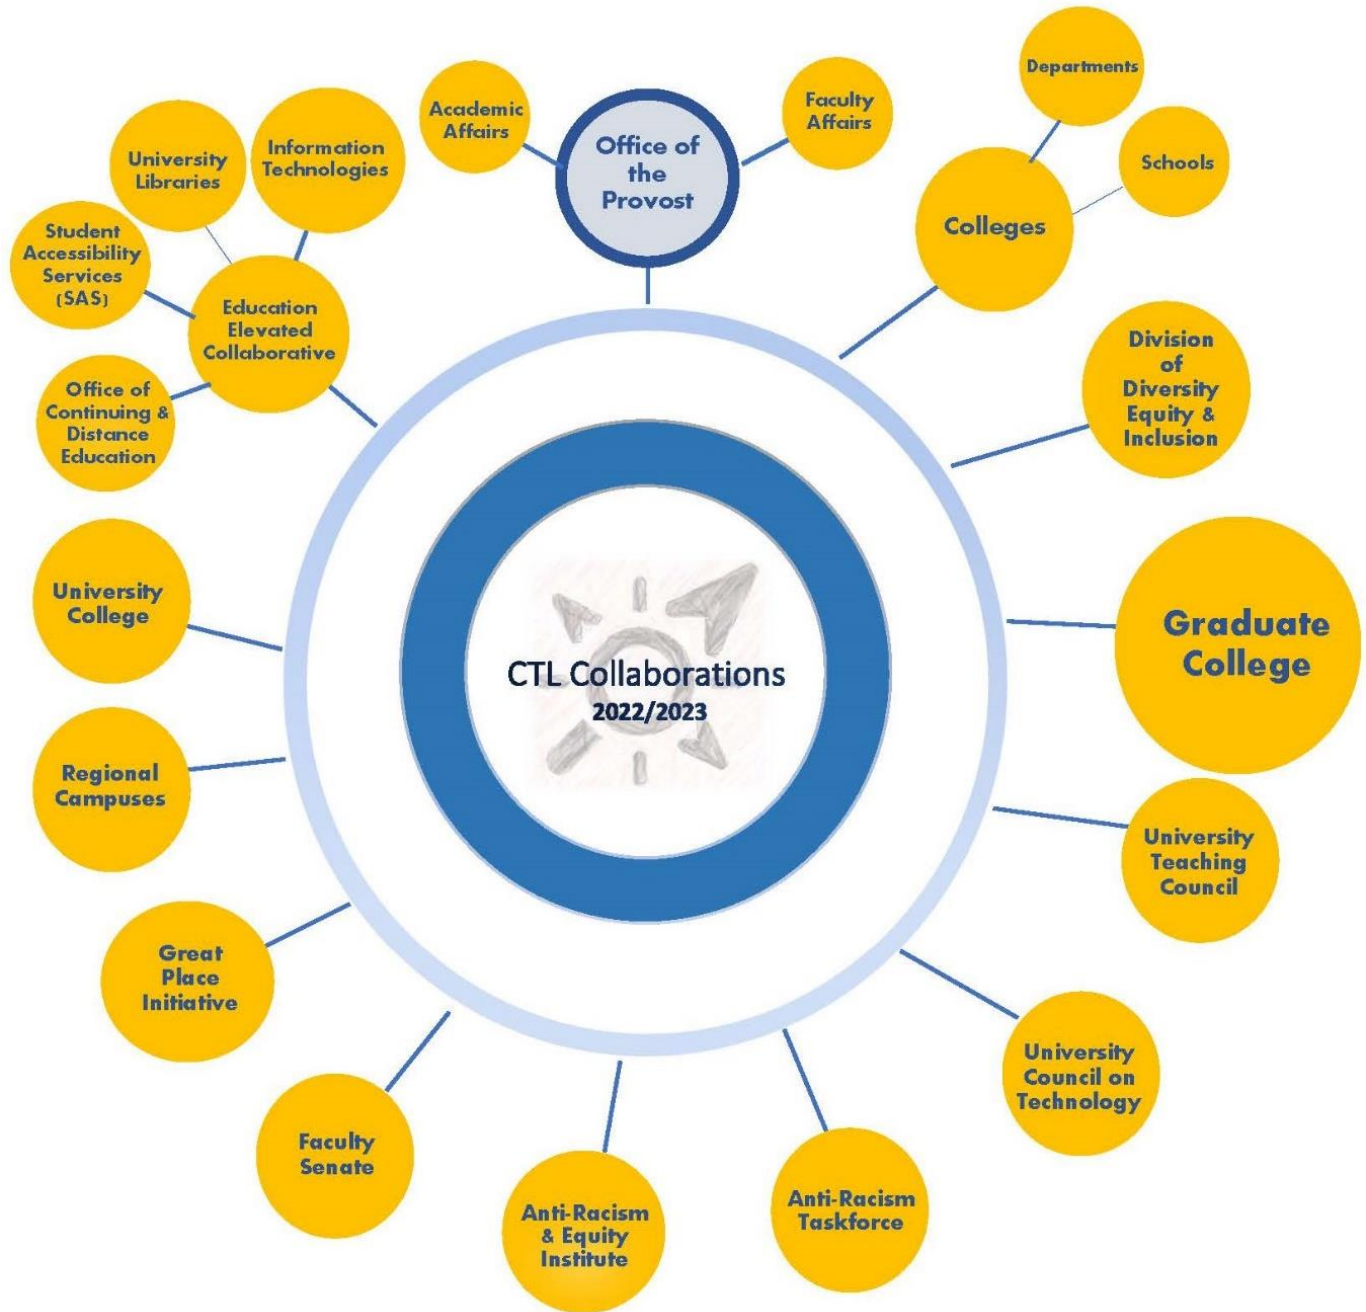 Departments
Academic
Affairs
Faculty
Affairs
Office of
the
Provost
Information
Technologies
University
Libraries
Schools
Colleges
Student
Accessibility
Services
(SAS)
Education
Elevated
Collaborative
Division
of
Diversity
Equity &
Inclusion
Office of
Continuing &
Distance
Education
University
College
Graduate
College
CTL Collaborations
2022/2023
Regional
Campuses
University
Teaching
Council
Great
Place
Initiative
University
Council on
Technology
Faculty
Senate
Anti-Racism
& Equity
Institute
Anti-Racism
Taskforce